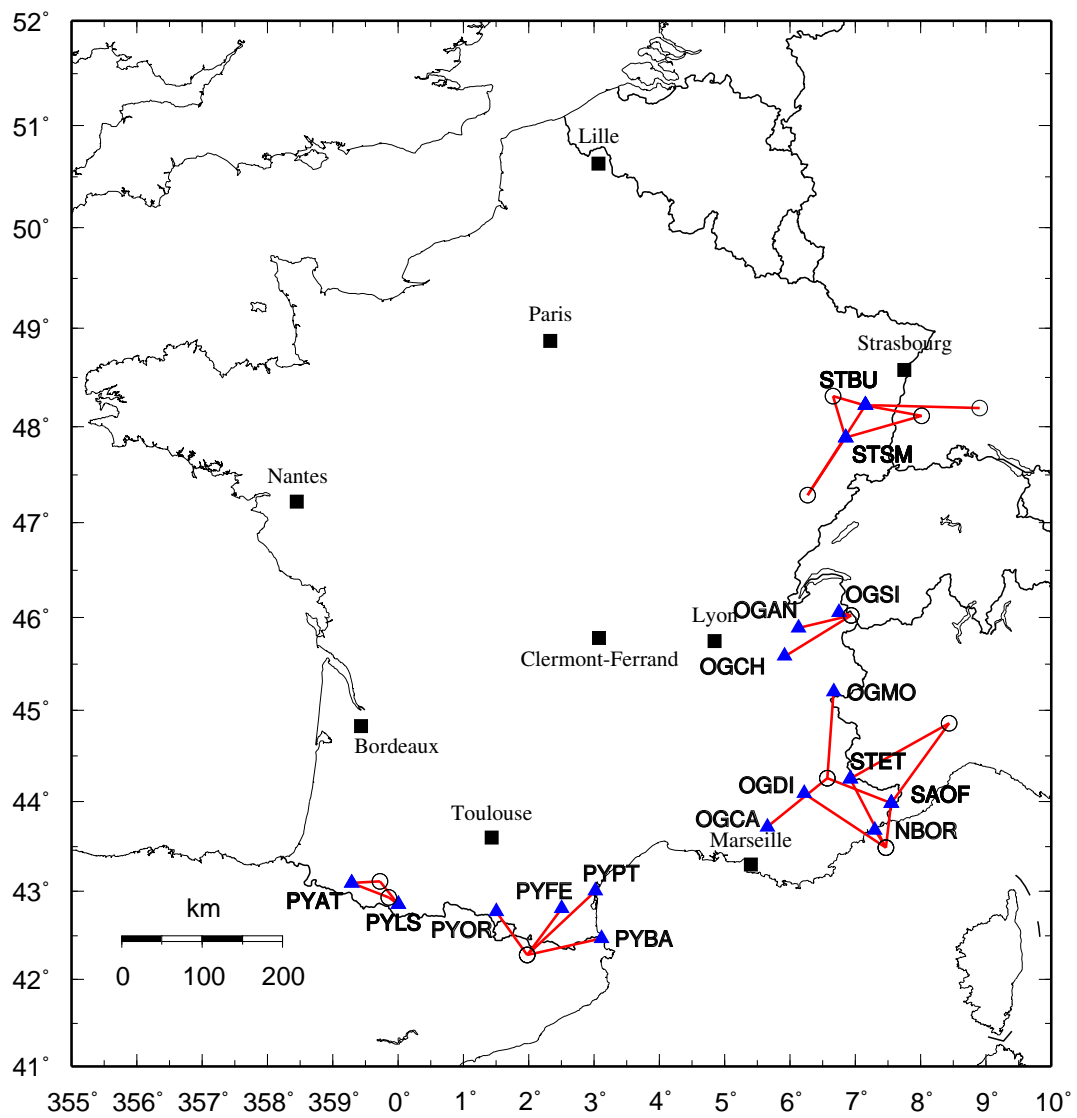 52˚
51˚
Lille
50˚
Paris
49˚
Strasbourg
STBU
48˚
STSM
Nantes
47˚
OGSI
OGAN
46˚
Lyon
Clermont-Ferrand
OGCH
OGMO
45˚
Bordeaux
STET
OGDI
44˚
SAOF
OGCA
NBOR
Toulouse
Marseille
43˚
PYPT
PYFE
PYAT
km
PYLS
PYOR
PYBA
0 100 200
42˚
41˚
355˚ 356˚ 357˚ 358˚ 359˚ 0˚ 1˚ 2˚ 3˚ 4˚ 5˚ 6˚ 7˚ 8˚ 9˚ 10˚